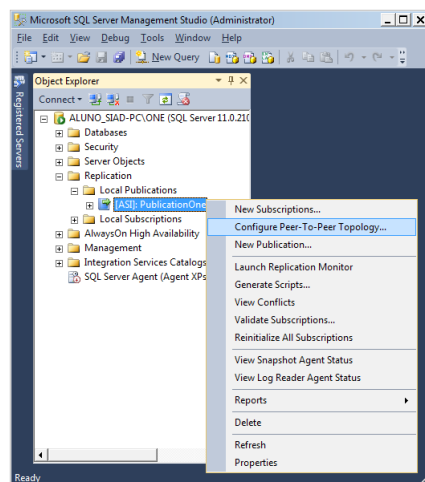 Microsoft SQL Server Management Studio (Administrator)
File Edit View Debug Tools Window Help
New Query
Registered Servers
Object Explorer
Connect
ALUNO_SIAD-PC\ONE (SQL Server 11.0.210
Databases
Security
Server Objects
Replication
Local Publications
[ASI]: PublicationOne
Local Subscriptions
AlwaysOn High Availability
Management
Integration Services Catalogs
SQL Server Agent (Agent XPs
New Subscriptions...
Configure Peer-To-Peer Topology...
New Publication...
Launch Replication Monitor
Generate Scripts...
View Conflicts
Validate Subscriptions...
Reinitialize All Subscriptions
View Snapshot Agent Status
View Log Reader Agent Status
Reports
Delete
Refresh
Properties
Ready